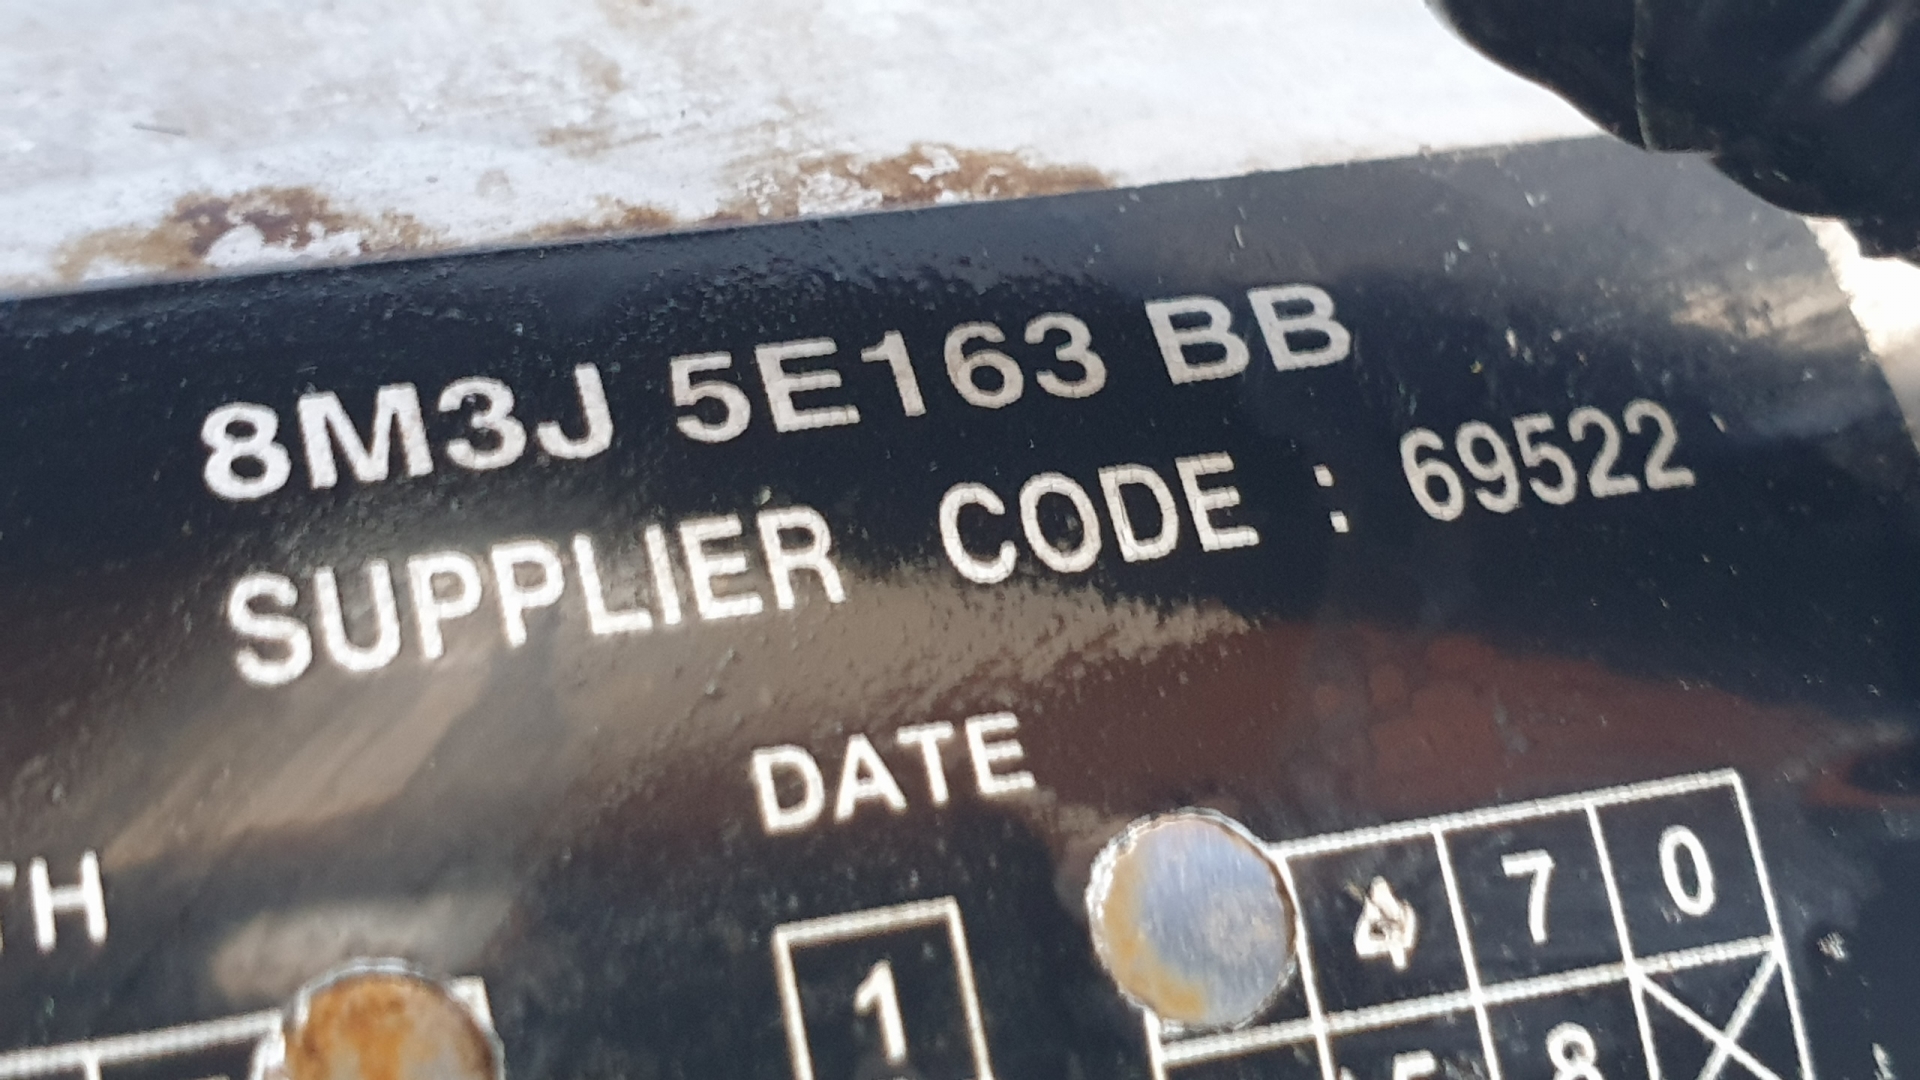 8M3J 5E163 BB
SUPPLIER CODE : 69522
DATE
TH
4 7 0
1
8